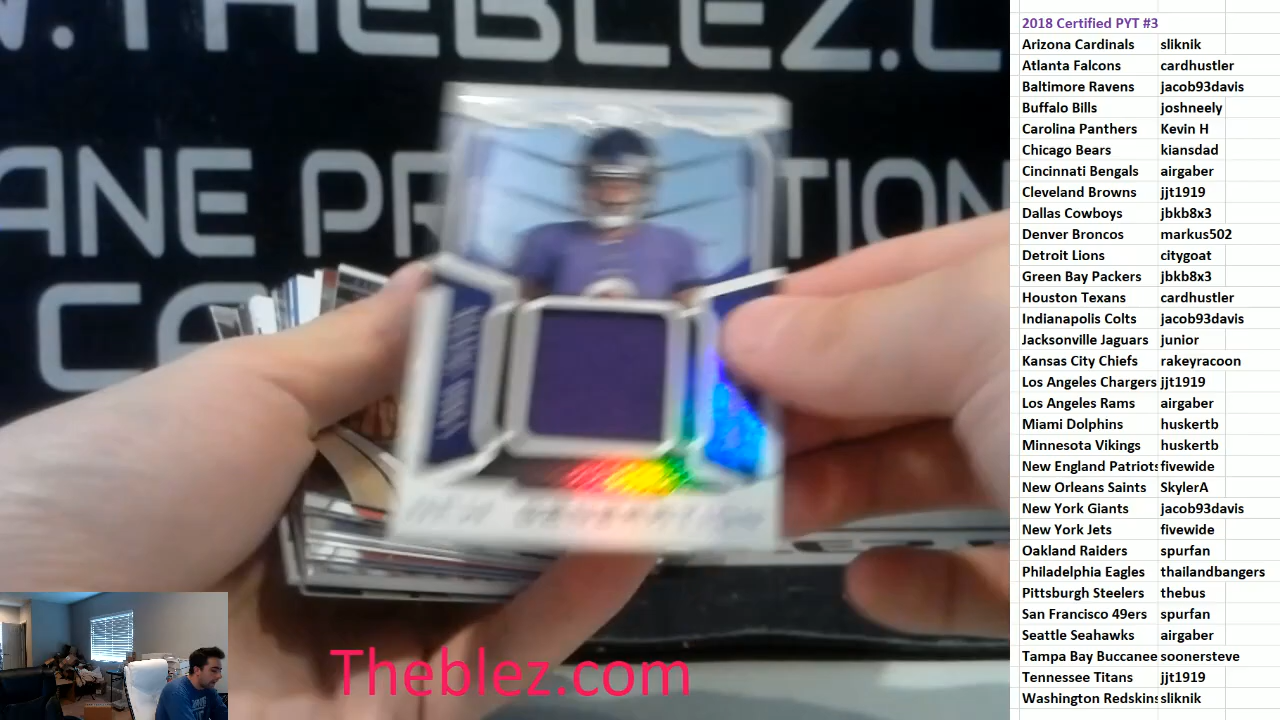 W.THEBLEZ.C
ANE PR TION
Theblez.com
2018 Certified PYT #3
Arizona Cardinals sliknik
Atlanta Falcons cardhustler
Baltimore Ravens jacob93davis
Buffalo Bills joshneely
Carolina Panthers Kevin H
Chicago Bears kiansdad
Cincinnati Bengals airgaber
Cleveland Browns jjt1919
Dallas Cowboys jbkb8x3
Denver Broncos markus502
Detroit Lions citygoat
Green Bay Packers jbkb8x3
Houston Texans cardhustler
Indianapolis Colts jacob93davis
Jacksonville Jaguars junior
Kansas City Chiefs rakeyracoon
Los Angeles Chargers jjt1919
Los Angeles Rams airgaber
Miami Dolphins huskertb
Minnesota Vikings huskertb
New England Patriots fivewide
New Orleans Saints SkylerA
New York Giants jacob93davis
New York Jets fivewide
Oakland Raiders spurfan
Philadelphia Eagles thailandbangers
Pittsburgh Steelers thebus
San Francisco 49ers spurfan
Seattle Seahawks airgaber
Tampa Bay Buccanee soonersteve
Tennessee Titans jjt1919
Washington Redskins sliknik